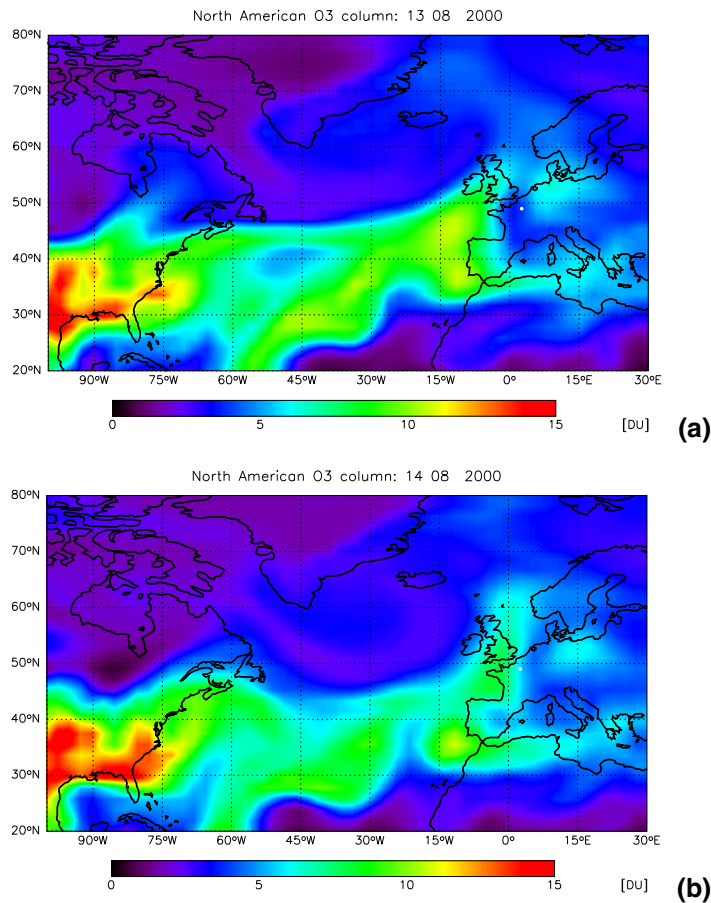 North American O3 column: 13 08 2000
80°N
70°N
60°N
50°N
40°N
30°N
20°N
90°W 75°W 60°W 45°W 30°W 15°W 0° 15°E 30°E
0 5 10 15 [DU] (a)
North American O3 column: 14 08 2000
80°N
70°N
60°N
50°N
40°N
30°N
20°N
90°W 75°W 60°W 45°W 30°W 15°W 0° 15°E 30°E
0 5 10 15 [DU] (b)